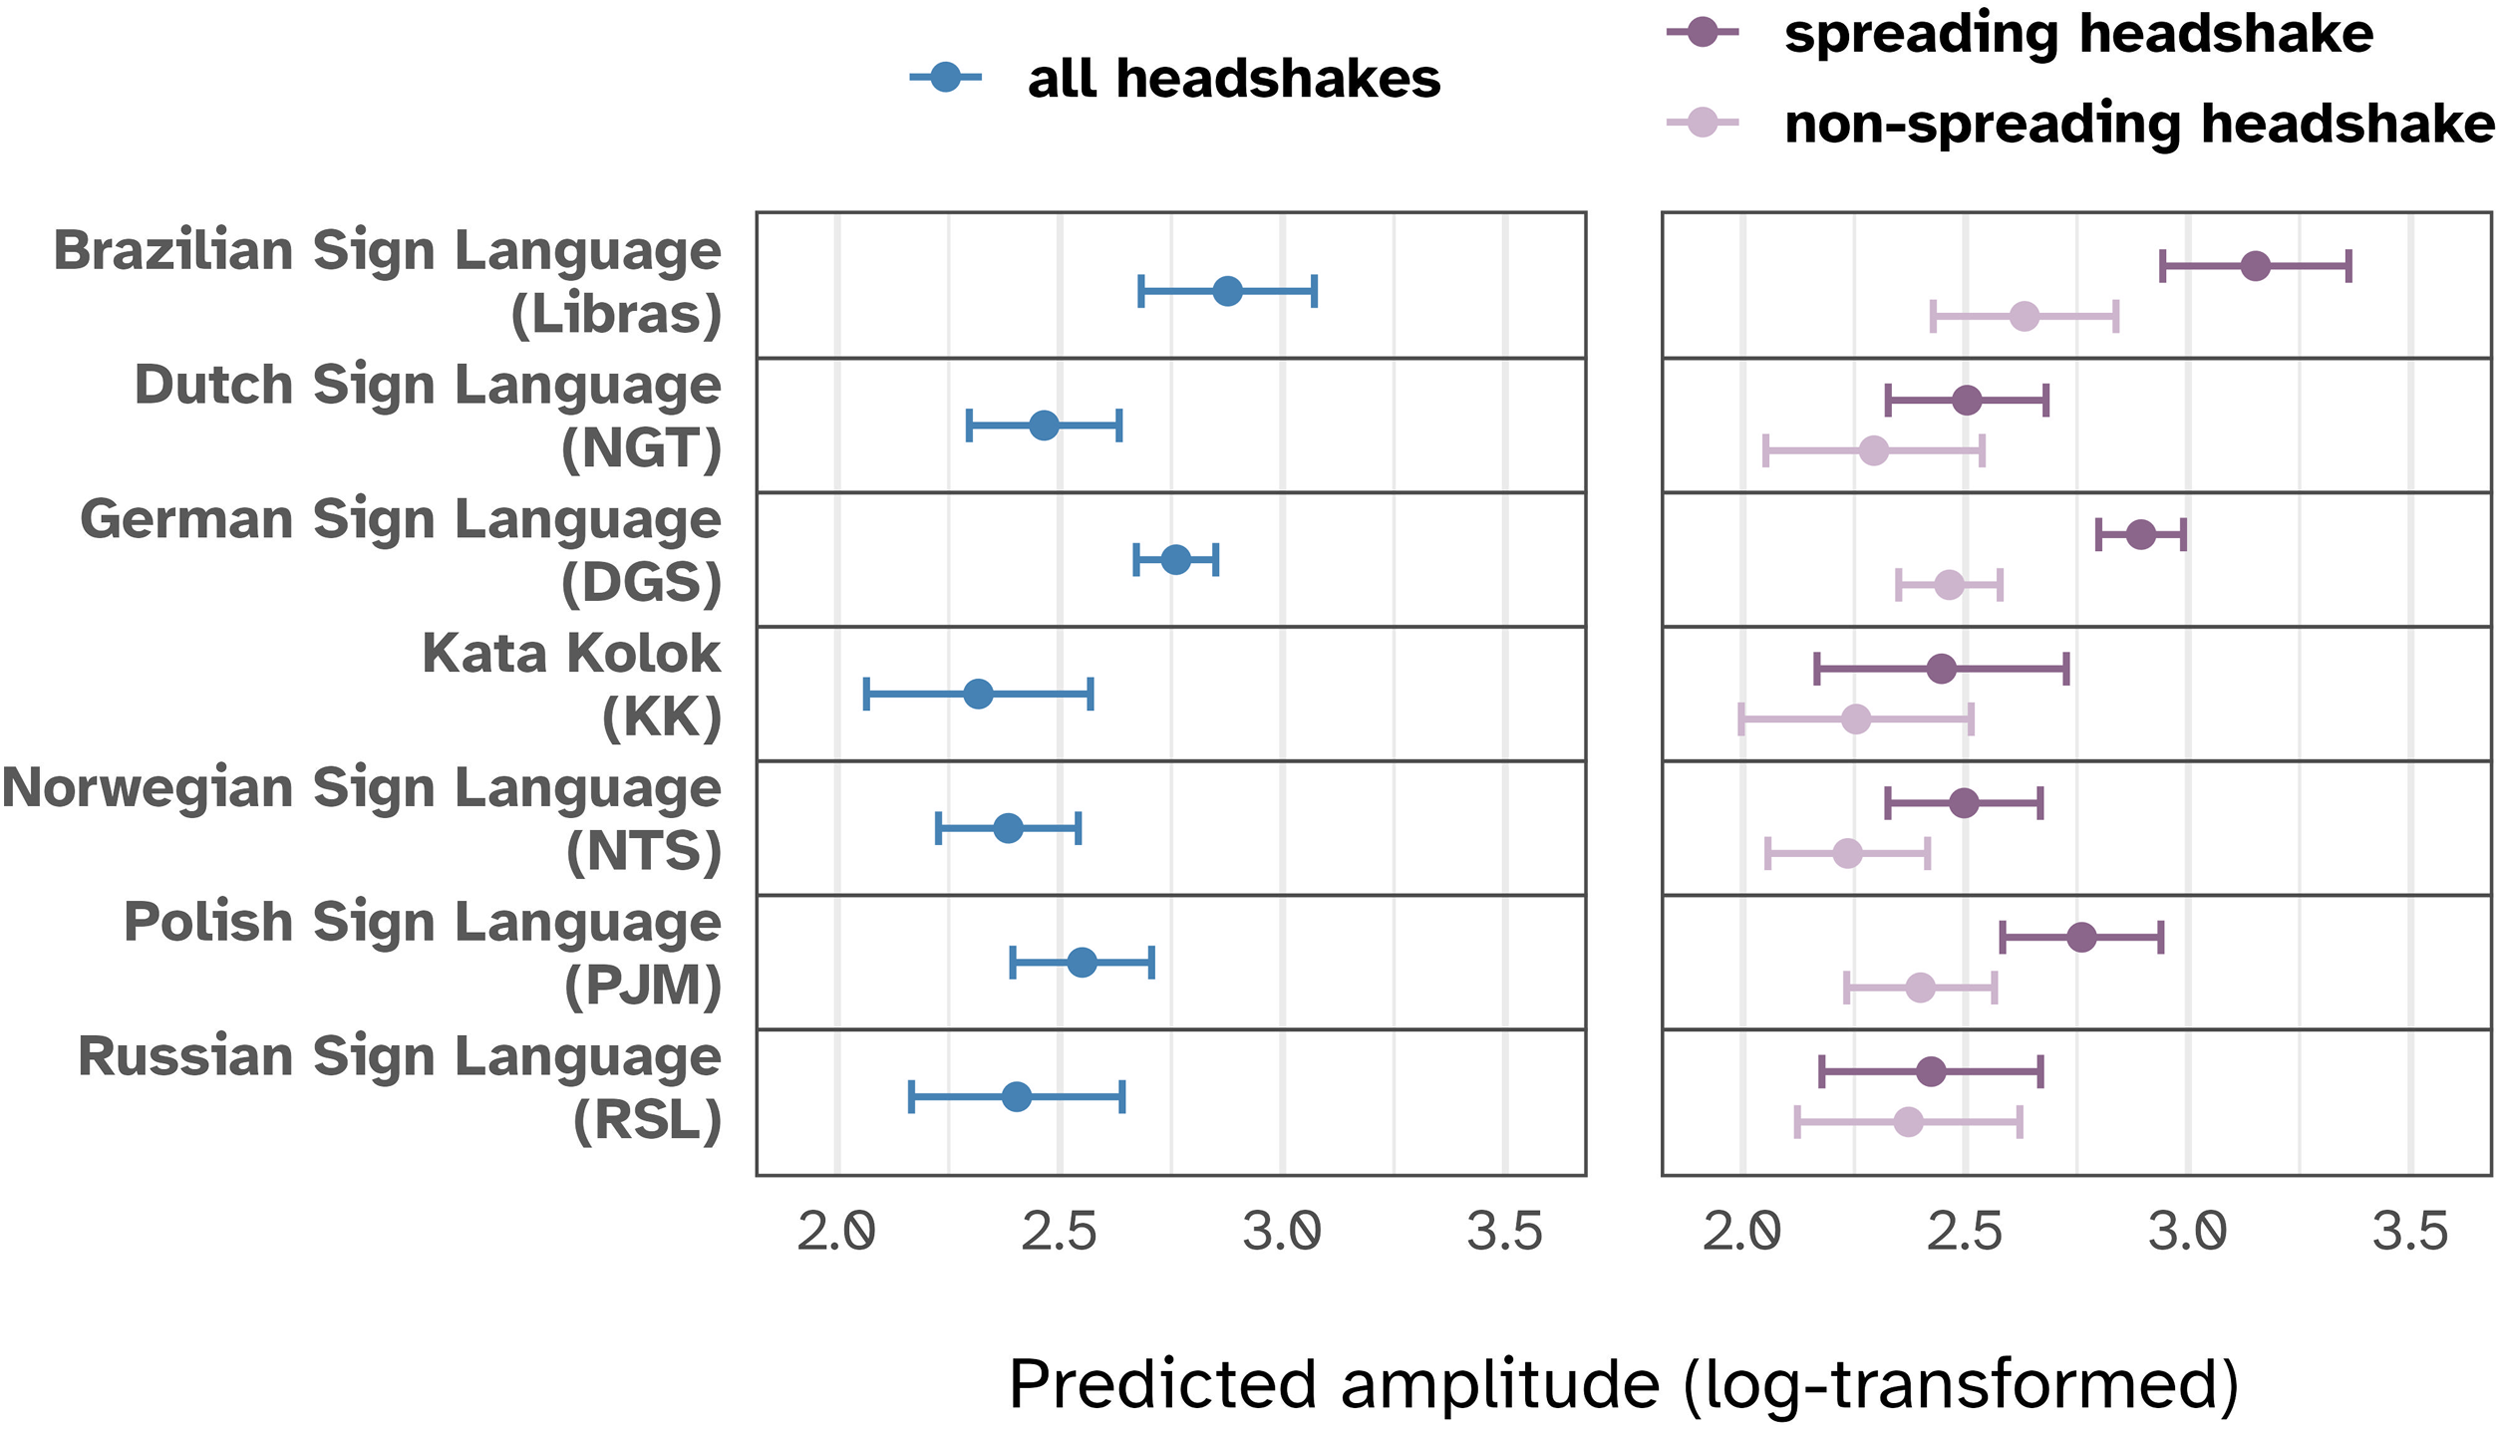 all headshakes
spreading headshake
non-spreading headshake
Brazilian Sign Language
(Libras)
Dutch Sign Language
(NGT)
German Sign Language
(DGS)
Kata Kolok
(KK)
Norwegian Sign Language
(NTS)
Polish Sign Language
(PJM)
Russian Sign Language
(RSL)
2.0 2.5 3.0 3.5
2.0 2.5 3.0 3.5
Predicted amplitude (log-transformed)